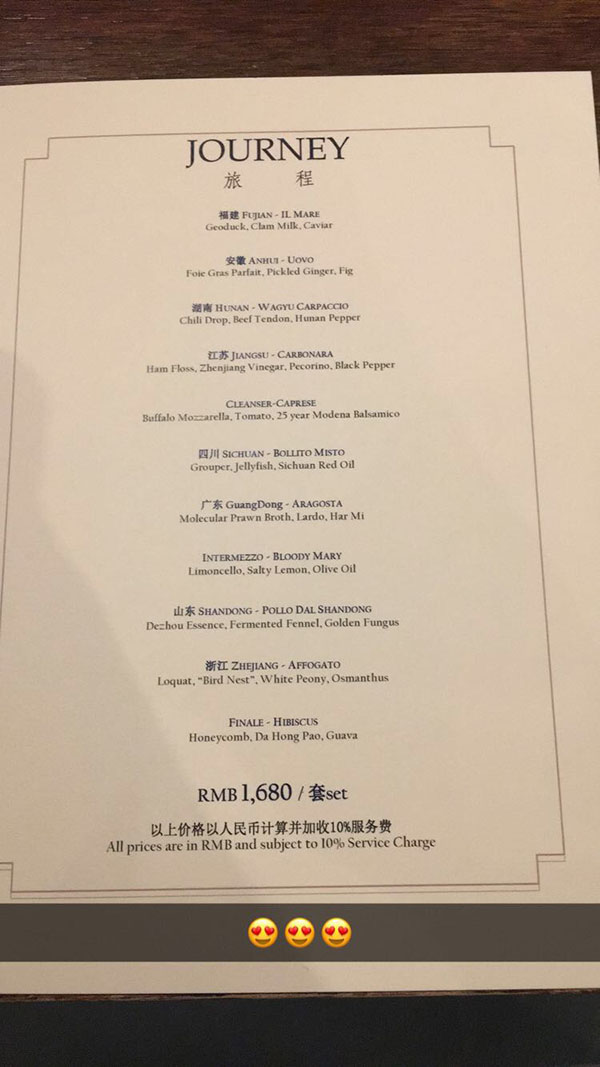 JOURNEY
旅 程
福建 FUJIAN - IL MARE
Geoduck, Clam Milk, Caviar
安徽 ANHUI - UOVO
Foie Gras Parfait, Pickled Ginger, Fig
湖南 HUNAN - WAGYU CARPACCIO
Chili Drop, Beef Tendon, Hunan Pepper
江苏 JIANGSU - CARBONARA
Ham Floss, Zhenjiang Vinegar, Pecorino, Black Pepper
CLEANSER-CAPRESE
Buffalo Mozzarella, Tomato, 25 year Modena Balsamico
四川 SICHUAN - BOLLITO MISTO
Grouper, Jellyfish, Sichuan Red Oil
广东 GuangDong - ARAGOSTA
Molecular Prawn Broth, Lardo, Har Mi
INTERMEZZO - BLOODY MARY
Limoncello, Salty Lemon, Olive Oil
山东 SHANDONG - POLLO DAL SHANDONG
Dezhou Essence, Fermented Fennel, Golden Fungus
浙江 ZHEJIANG - AFFOGATO
Loquat, "Bird Nest", White Peony, Osmanthus
FINALE - HIBISCUS
Honeycomb, Da Hong Pao, Guava
RMB 1,680 / 套set
以上价格以人民币计算并加收10%服务费
All prices are in RMB and subject to 10% Service Charge
😍😍😍